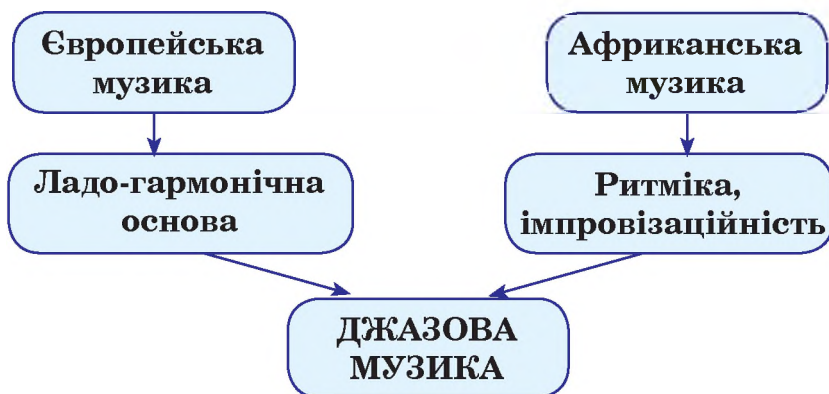 Європейська
музика
Африканська
музика
Ладо-гармонічна
основа
Ритміка,
імпровізаційність
ДЖАЗОВА
МУЗИКА